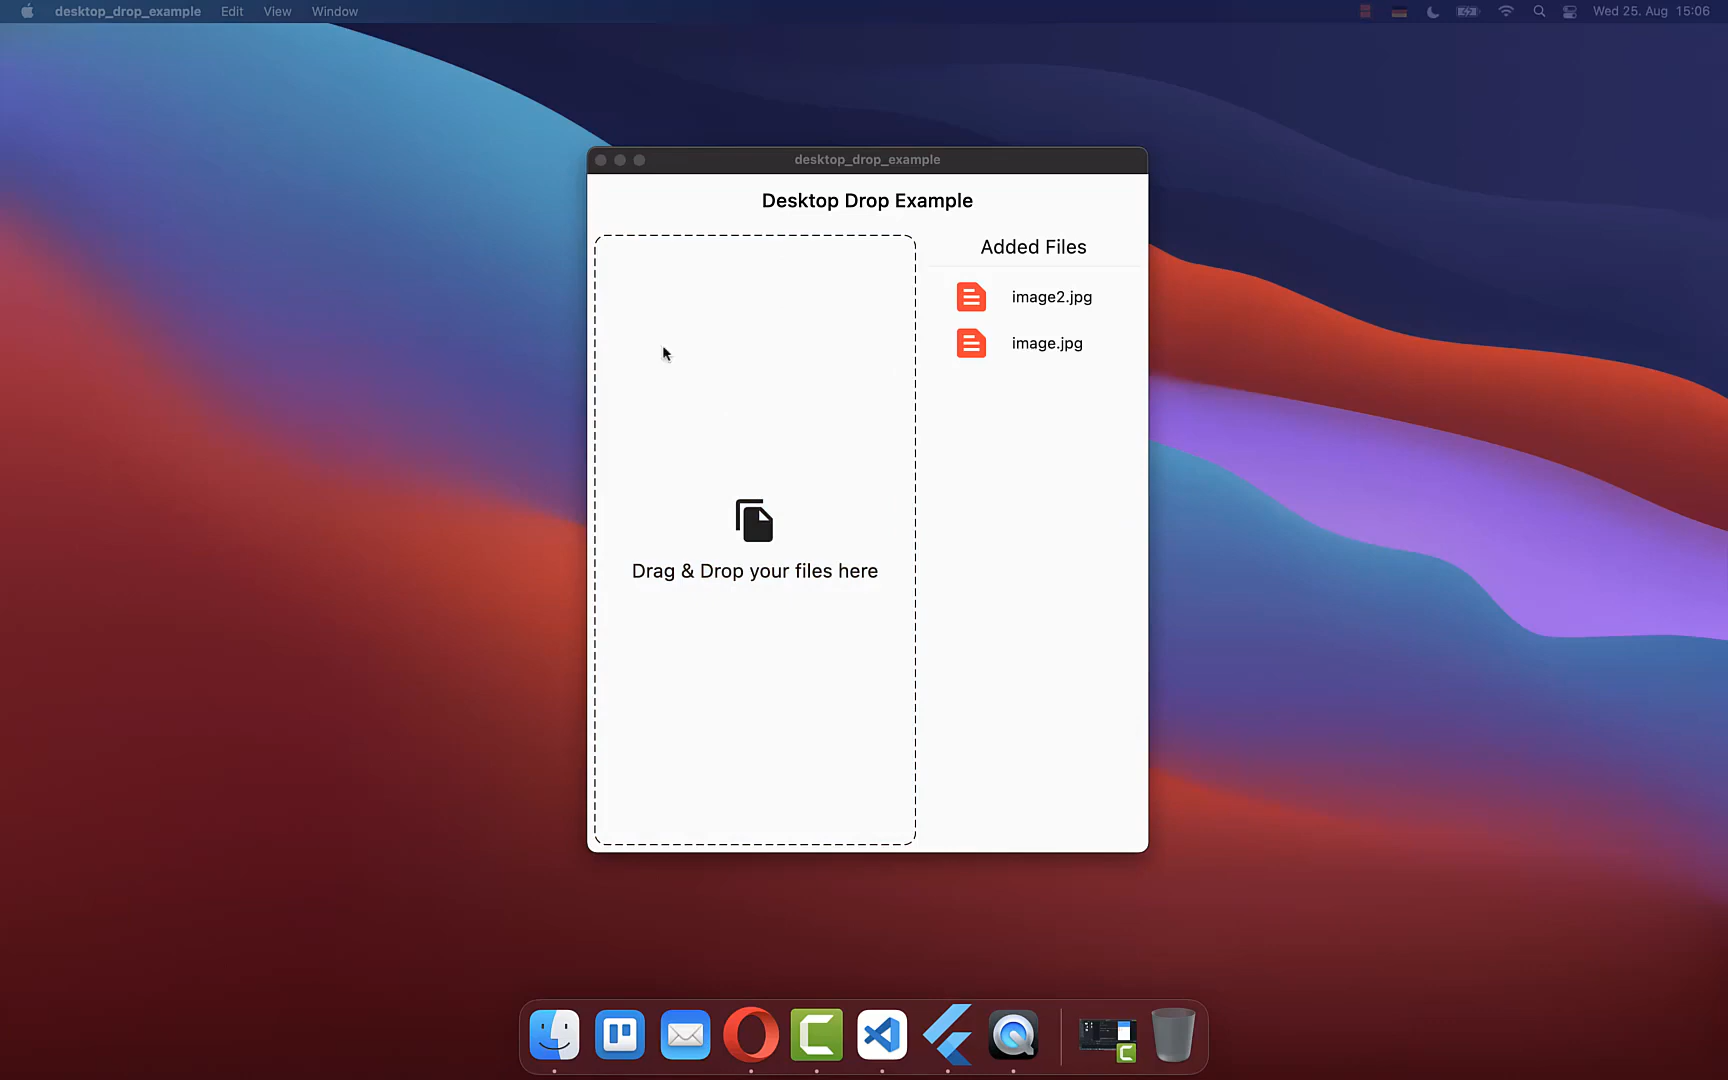 desktop_drop_example Edit View Window Wed 25. Aug 15:06
desktop_drop_example
Desktop Drop Example
Added Files
image2.jpg
image.jpg
Drag & Drop your files here